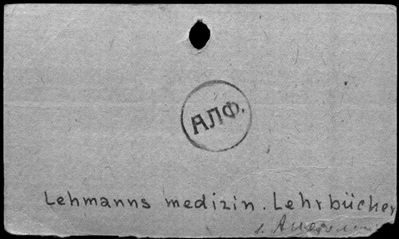 АЛФ.
Lehmanns medizin. Lehrbücher
s.